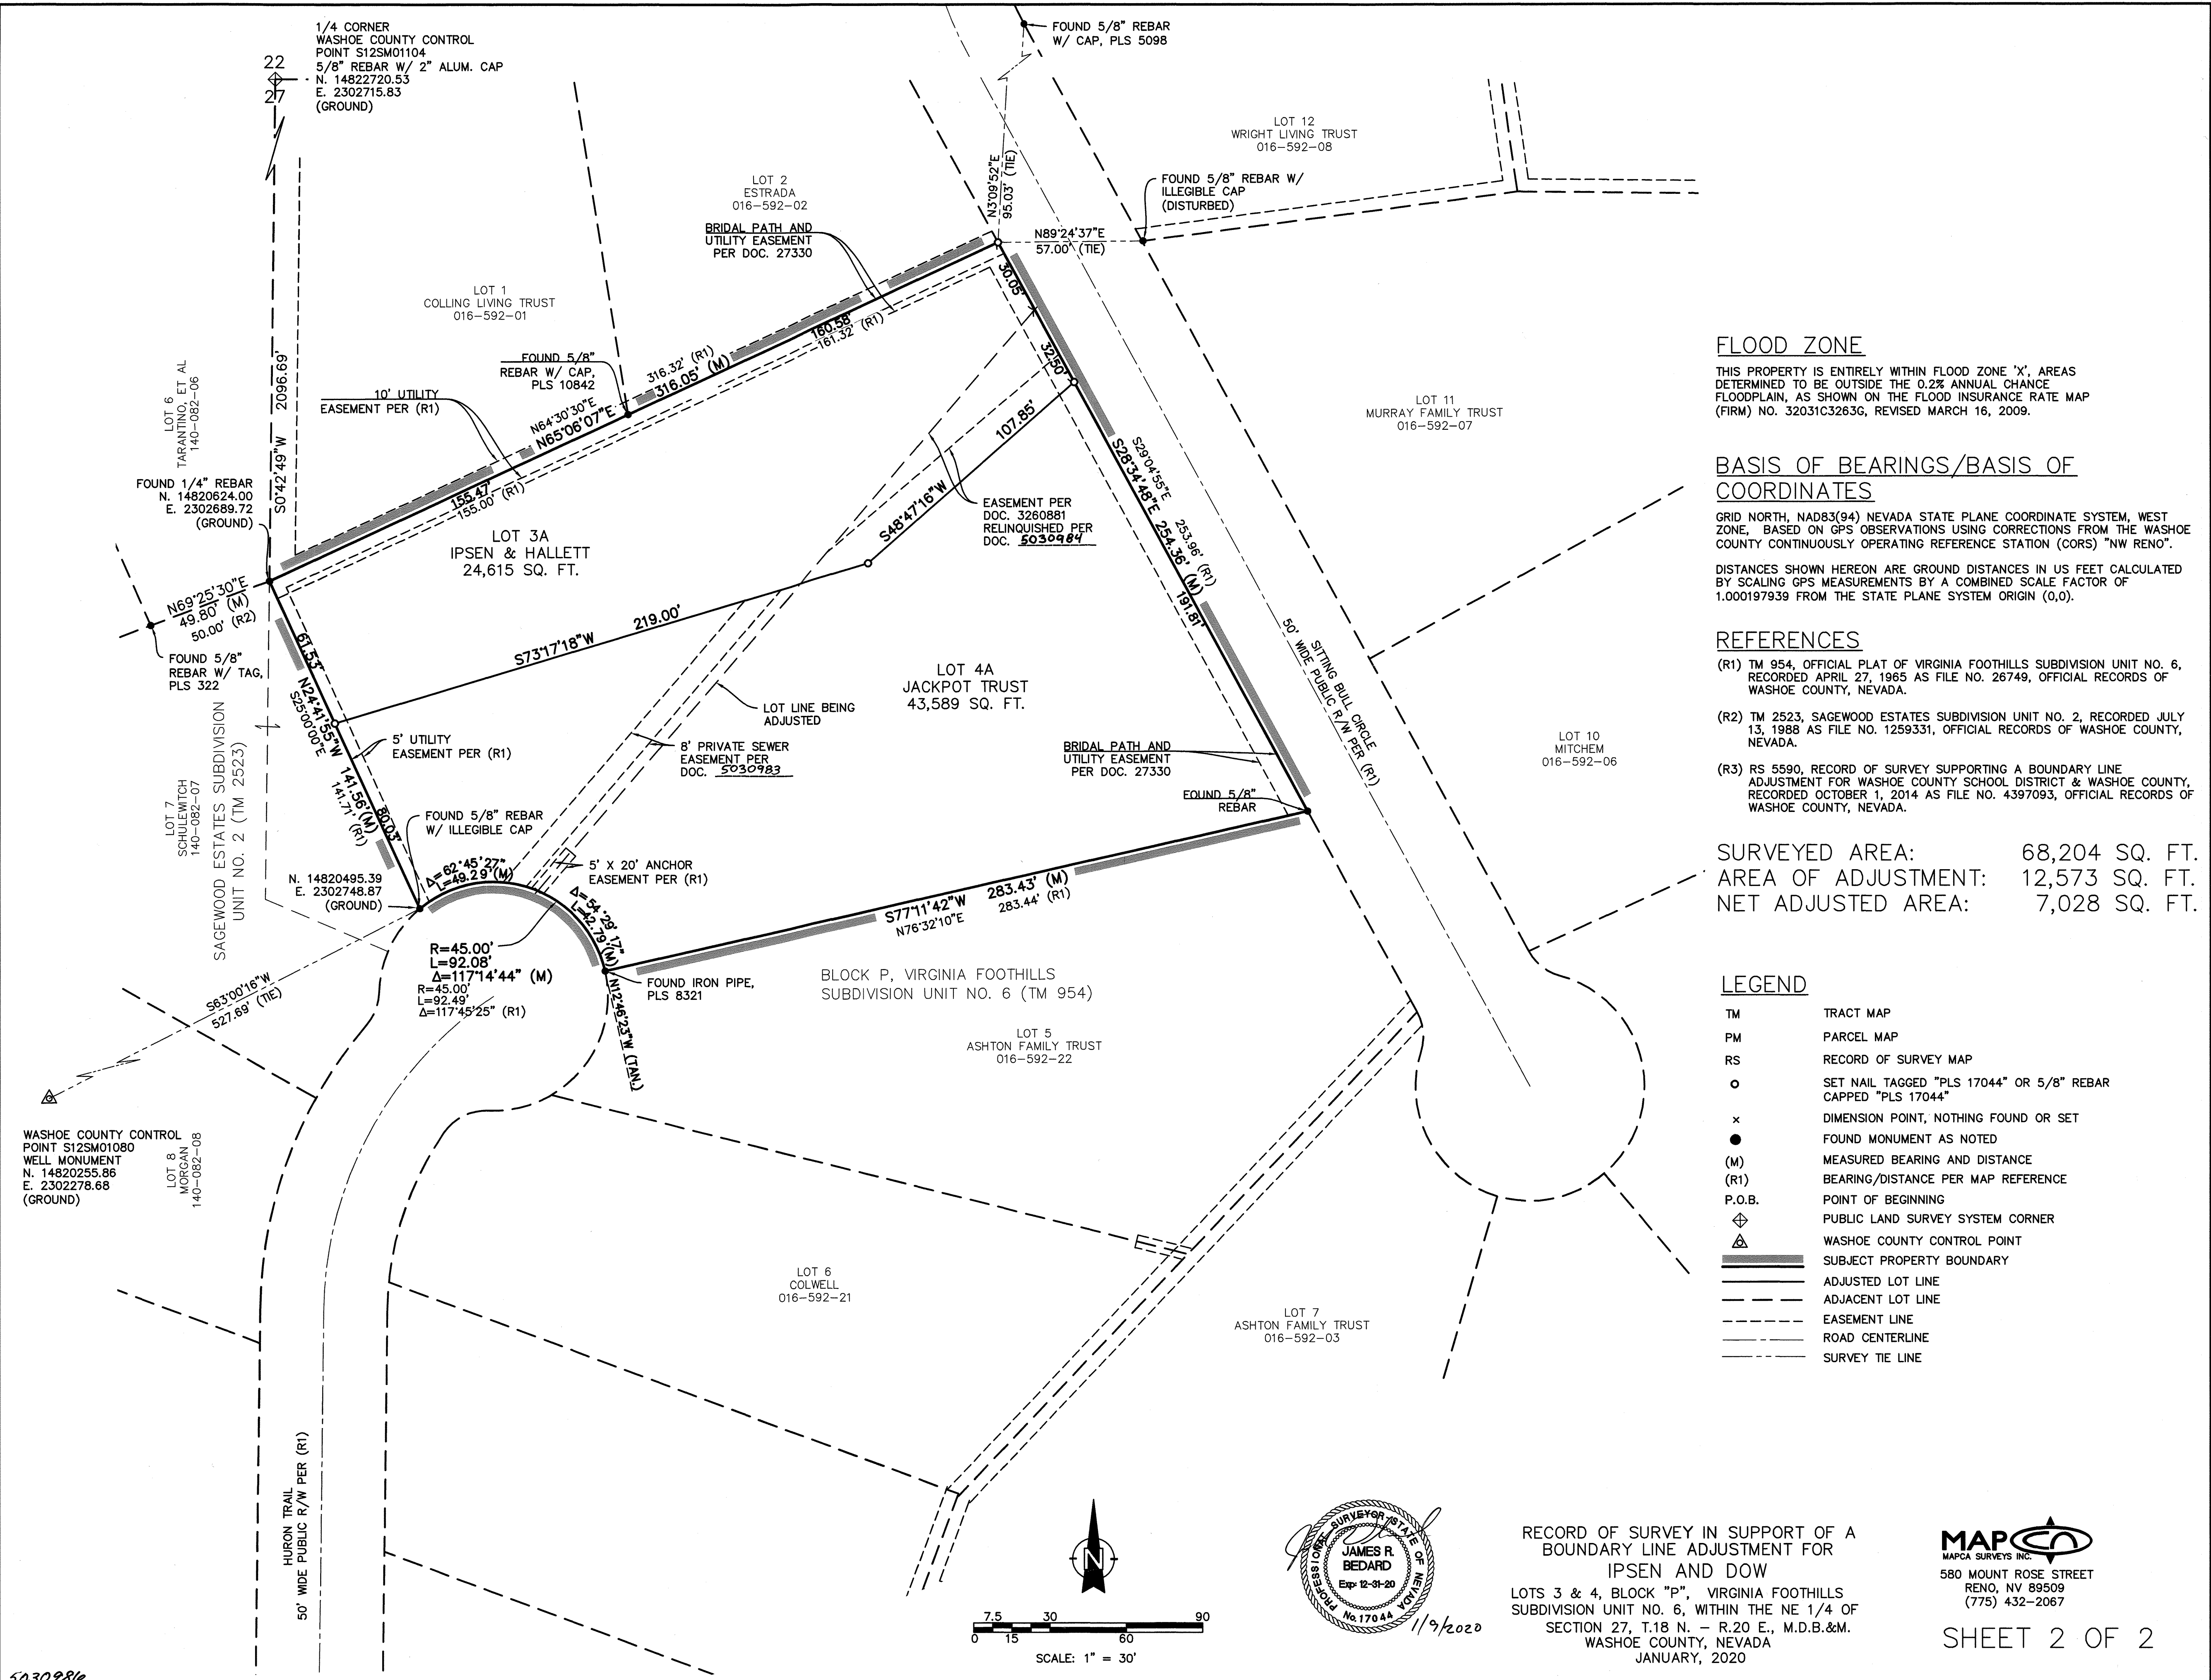 1/4 CORNER
WASHOE COUNTY CONTROL
POINT S12SM01104
5/8" REBAR W/ 2" ALUM. CAP
N. 14822720.53
E. 2302715.83
(GROUND)
22
27
FOUND 5/8" REBAR
W/ CAP, PLS 5098
LOT 12
WRIGHT LIVING TRUST
016-592-08
LOT 2
ESTRADA
016-592-02
BRIDAL PATH AND
UTILITY EASEMENT
PER DOC. 27330
N3°09'52"E
95.03' (TIE)
FOUND 5/8" REBAR W/
ILLEGIBLE CAP
(DISTURBED)
N89°24'37"E
57.00' (TIE)
LOT 1
COLLING LIVING TRUST
016-592-01
30.05'
32.50'
160.58'
161.32' (R1)
FOUND 5/8"
REBAR W/ CAP,
PLS 10842
316.32' (R1)
316.05' (M)
N64°30'30"E
N65°06'07"E
10' UTILITY
EASEMENT PER (R1)
LOT 6
TARANTINO, ET AL
140-082-06
S0°42'49"W 2096.69'
FOUND 1/4" REBAR
N. 14820624.00
E. 2302689.72
(GROUND)
155.47'
155.00' (R1)
LOT 3A
IPSEN & HALLETT
24,615 SQ. FT.
107.85'
S48°47'16"W
EASEMENT PER
DOC. 3260881
RELINQUISHED PER
DOC. 5030984
S29°04'55"E 253.96' (R1)
S28°34'48"E 254.36' (M)
191.81'
LOT 11
MURRAY FAMILY TRUST
016-592-07
N69°25'30"E
49.80' (M)
50.00' (R2)
FOUND 5/8"
REBAR W/ TAG,
PLS 322
61.53'
N24°41'55"W 141.56'(M)
S25°00'00"E 141.71' (R1)
80.03'
S73°17'18"W
219.00'
LOT 4A
JACKPOT TRUST
43,589 SQ. FT.
LOT LINE BEING
ADJUSTED
5' UTILITY
EASEMENT PER (R1)
8' PRIVATE SEWER
EASEMENT PER
DOC. 5030983
BRIDAL PATH AND
UTILITY EASEMENT
PER DOC. 27330
SITTING BULL CIRCLE
50' WIDE PUBLIC R/W PER (R1)
LOT 10
MITCHEM
016-592-06
LOT 7
SCHULEWITCH
140-082-07
SAGEWOOD ESTATES SUBDIVISION
UNIT NO. 2 (TM 2523)
FOUND 5/8" REBAR
W/ ILLEGIBLE CAP
FOUND 5/8"
REBAR
N. 14820495.39
E. 2302748.87
(GROUND)
Δ=62°45'27"
L=49.29'(M)
5' X 20' ANCHOR
EASEMENT PER (R1)
Δ=54°29'17"
L=42.79'(M)
S77°11'42"W 283.43' (M)
N76°32'10"E 283.44' (R1)
R=45.00'
L=92.08'
Δ=117°14'44" (M)
R=45.00'
L=92.49'
Δ=117°45'25" (R1)
FOUND IRON PIPE,
PLS 8321
N12°46'23"W (TAN.)
BLOCK P, VIRGINIA FOOTHILLS
SUBDIVISION UNIT NO. 6 (TM 954)
LOT 5
ASHTON FAMILY TRUST
016-592-22
S63°00'16"W
527.69' (TIE)
WASHOE COUNTY CONTROL
POINT S12SM01080
WELL MONUMENT
N. 14820255.86
E. 2302278.68
(GROUND)
LOT 8
MORGAN
140-082-08
LOT 6
COLWELL
016-592-21
LOT 7
ASHTON FAMILY TRUST
016-592-03
HURON TRAIL
50' WIDE PUBLIC R/W PER (R1)
FLOOD ZONE
THIS PROPERTY IS ENTIRELY WITHIN FLOOD ZONE 'X', AREAS
DETERMINED TO BE OUTSIDE THE 0.2% ANNUAL CHANCE
FLOODPLAIN, AS SHOWN ON THE FLOOD INSURANCE RATE MAP
(FIRM) NO. 32031C3263G, REVISED MARCH 16, 2009.
BASIS OF BEARINGS/BASIS OF
COORDINATES
GRID NORTH, NAD83(94) NEVADA STATE PLANE COORDINATE SYSTEM, WEST
ZONE, BASED ON GPS OBSERVATIONS USING CORRECTIONS FROM THE WASHOE
COUNTY CONTINUOUSLY OPERATING REFERENCE STATION (CORS) "NW RENO".
DISTANCES SHOWN HEREON ARE GROUND DISTANCES IN US FEET CALCULATED
BY SCALING GPS MEASUREMENTS BY A COMBINED SCALE FACTOR OF
1.000197939 FROM THE STATE PLANE SYSTEM ORIGIN (0,0).
REFERENCES
(R1) TM 954, OFFICIAL PLAT OF VIRGINIA FOOTHILLS SUBDIVISION UNIT NO. 6,
RECORDED APRIL 27, 1965 AS FILE NO. 26749, OFFICIAL RECORDS OF
WASHOE COUNTY, NEVADA.
(R2) TM 2523, SAGEWOOD ESTATES SUBDIVISION UNIT NO. 2, RECORDED JULY
13, 1988 AS FILE NO. 1259331, OFFICIAL RECORDS OF WASHOE COUNTY,
NEVADA.
(R3) RS 5590, RECORD OF SURVEY SUPPORTING A BOUNDARY LINE
ADJUSTMENT FOR WASHOE COUNTY SCHOOL DISTRICT & WASHOE COUNTY,
RECORDED OCTOBER 1, 2014 AS FILE NO. 4397093, OFFICIAL RECORDS OF
WASHOE COUNTY, NEVADA.
SURVEYED AREA: 68,204 SQ. FT.
AREA OF ADJUSTMENT: 12,573 SQ. FT.
NET ADJUSTED AREA: 7,028 SQ. FT.
LEGEND
TM TRACT MAP
PM PARCEL MAP
RS RECORD OF SURVEY MAP
SET NAIL TAGGED "PLS 17044" OR 5/8" REBAR
CAPPED "PLS 17044"
× DIMENSION POINT, NOTHING FOUND OR SET
FOUND MONUMENT AS NOTED
(M) MEASURED BEARING AND DISTANCE
(R1) BEARING/DISTANCE PER MAP REFERENCE
P.O.B. POINT OF BEGINNING
PUBLIC LAND SURVEY SYSTEM CORNER
WASHOE COUNTY CONTROL POINT
SUBJECT PROPERTY BOUNDARY
ADJUSTED LOT LINE
ADJACENT LOT LINE
EASEMENT LINE
ROAD CENTERLINE
SURVEY TIE LINE
N
7.5 30 90
0 15 60
SCALE: 1" = 30'
PROFESSIONAL SURVEYOR-STATE OF NEVADA
JAMES R.
BEDARD
Exp: 12-31-20
No. 17044
1/9/2020
RECORD OF SURVEY IN SUPPORT OF A
BOUNDARY LINE ADJUSTMENT FOR
IPSEN AND DOW
LOTS 3 & 4, BLOCK "P", VIRGINIA FOOTHILLS
SUBDIVISION UNIT NO. 6, WITHIN THE NE 1/4 OF
SECTION 27, T.18 N. - R.20 E., M.D.B.&M.
WASHOE COUNTY, NEVADA
JANUARY, 2020
MAPCA
MAPCA SURVEYS INC.
580 MOUNT ROSE STREET
RENO, NV 89509
(775) 432-2067
SHEET 2 OF 2